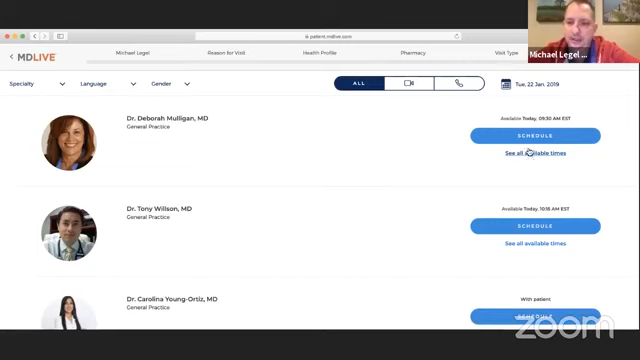 patient.mdlive.com
MDLIVE
Michael Legel
Reason for Visit
Health Profile
Pharmacy
Visit Type
Michael Legel
Specialty
Language
Gender
ALL
Tue, 22 Jan. 2019
Dr. Deborah Mulligan, MD
General Practice
Available Today, 09:30 AM EST
SCHEDULE
See all available times
Dr. Tony Willson, MD
General Practice
Available Today, 10:15 AM EST
SCHEDULE
See all available times
Dr. Carolina Young-Ortiz, MD
General Practice
With patient
SCHEDULE
zoom